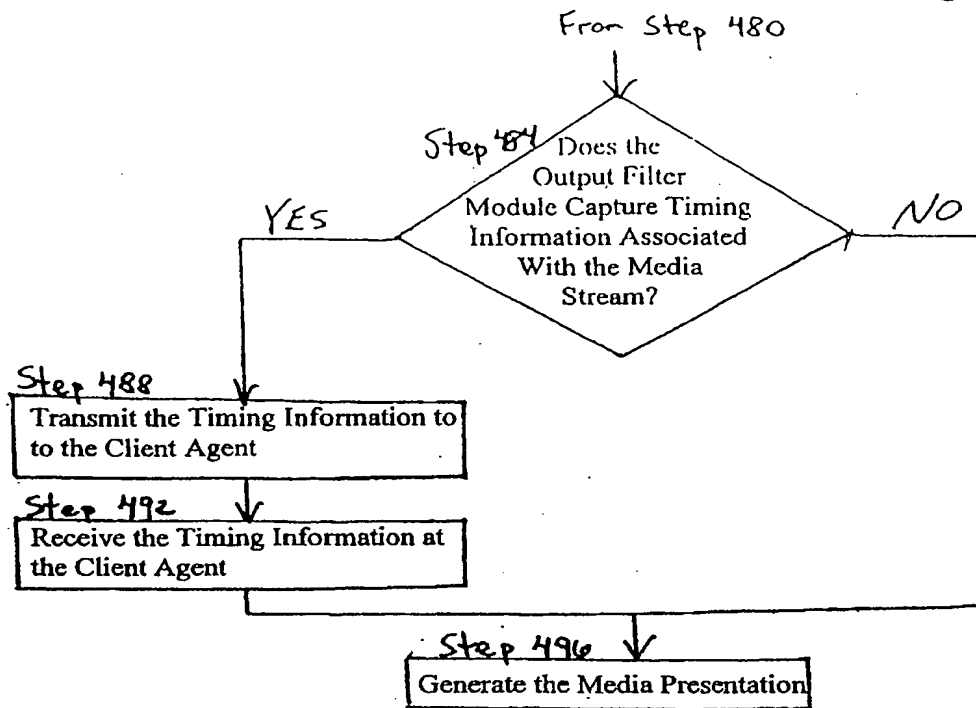 From Step 480
Step 484
Does the
Output Filter
Module Capture Timing
Information Associated
With the Media
Stream?
YES
NO
Step 488
Transmit the Timing Information to
to the Client Agent
Step 492
Receive the Timing Information at
the Client Agent
Step 496
Generate the Media Presentation